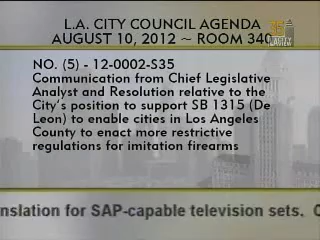 L.A. CITY COUNCIL AGENDA
AUGUST 10, 2012 ~ ROOM 340
NO. (5) - 12-0002-S35
Communication from Chief Legislative
Analyst and Resolution relative to the
City's position to support SB 1315 (De
Leon) to enable cities in Los Angeles
County to enact more restrictive
regulations for imitation firearms
nslation for SAP-capable television sets. C